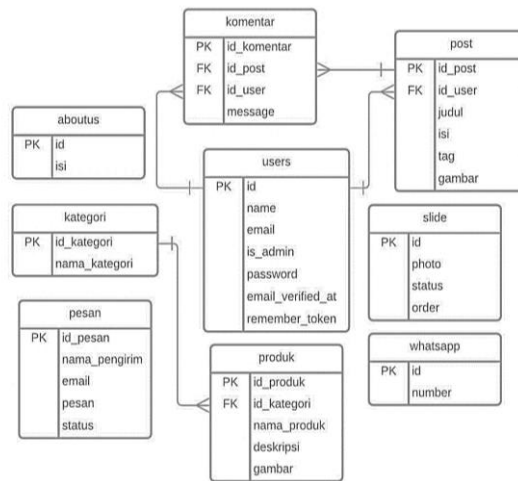 komentar
PK id_komentar
FK id_post
FK id_user
message
post
PK id_post
FK id_user
judul
isi
tag
gambar
aboutus
PK id
isi
users
PK id
name
email
is_admin
password
email_verified_at
remember_token
kategori
PK id_kategori
nama_kategori
slide
PK id
photo
status
order
pesan
PK id_pesan
nama_pengirim
email
pesan
status
produk
PK id_produk
FK id_kategori
nama_produk
deskripsi
gambar
whatsapp
PK id
number